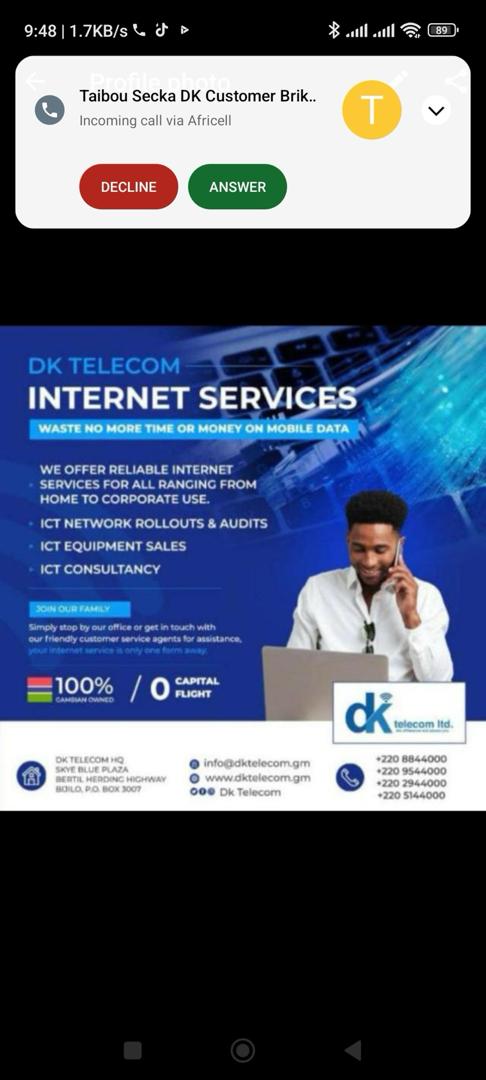 9:48 | 1.7KB/s
89
Profile photo
Taibou Secka DK Customer Brik..
Incoming call via Africell
T
DECLINE
ANSWER
DK TELECOM
INTERNET SERVICES
WASTE NO MORE TIME OR MONEY ON MOBILE DATA
WE OFFER RELIABLE INTERNET
SERVICES FOR ALL RANGING FROM
HOME TO CORPORATE USE.
ICT NETWORK ROLLOUTS & AUDITS
ICT EQUIPMENT SALES
ICT CONSULTANCY
JOIN OUR FAMILY
Simply stop by our office or get in touch with
our friendly customer service agents for assistance,
your internet service is only one form away.
100%
GAMBIAN OWNED
/ 0 CAPITAL
FLIGHT
dk telecom ltd.
DK TELECOM HQ
SKYE BLUE PLAZA
BERTIL HERDING HIGHWAY
BIJILO, P.O. BOX 3007
info@dktelecom.gm
www.dktelecom.gm
Dk Telecom
+220 8844000
+220 9544000
+220 2944000
+220 5144000